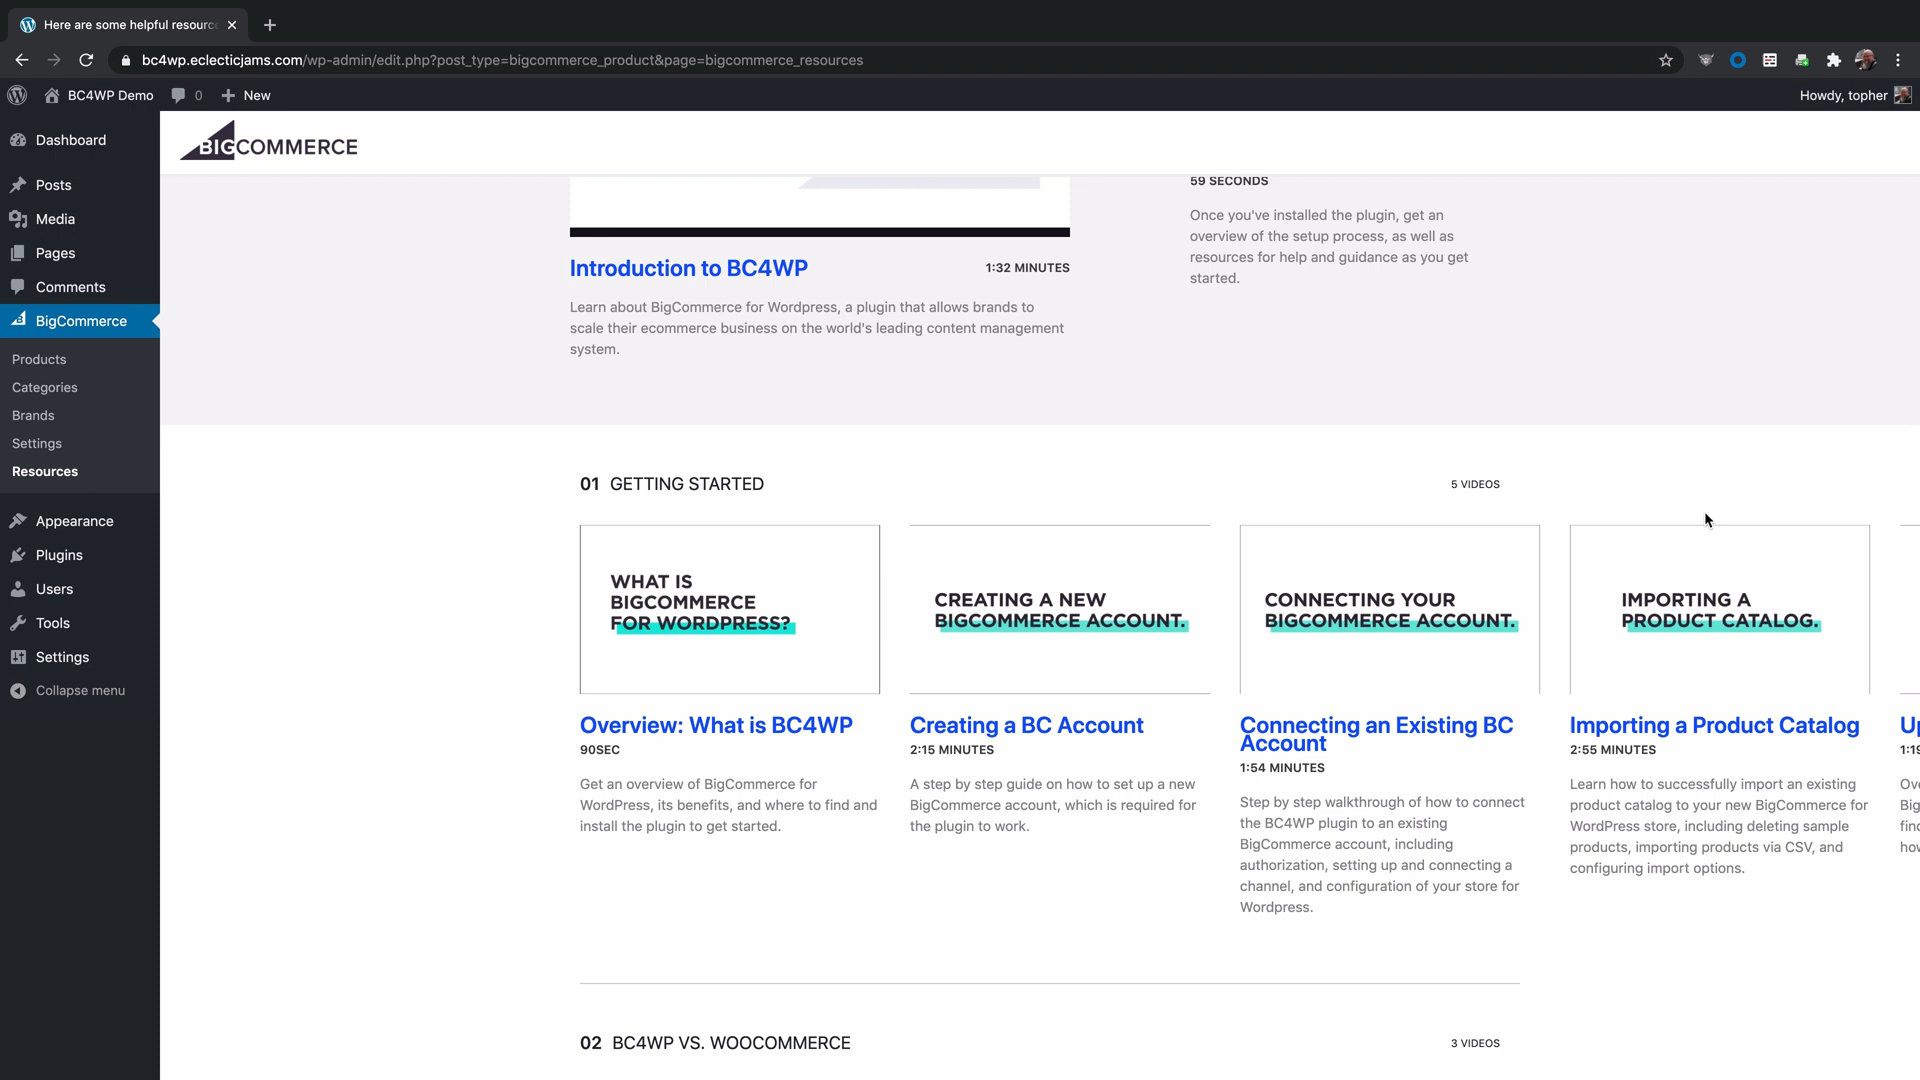 Here are some helpful resourc
bc4wp.eclecticjams.com/wp-admin/edit.php?post_type=bigcommerce_product&page=bigcommerce_resources
BC4WP Demo
0
New
Howdy, topher
Dashboard
Posts
Media
Pages
Comments
BigCommerce
Products
Categories
Brands
Settings
Resources
Appearance
Plugins
Users
Tools
Settings
Collapse menu
BIGCOMMERCE
59 SECONDS
Once you've installed the plugin, get an
overview of the setup process, as well as
resources for help and guidance as you get
started.
Introduction to BC4WP
1:32 MINUTES
Learn about BigCommerce for Wordpress, a plugin that allows brands to
scale their ecommerce business on the world's leading content management
system.
01 GETTING STARTED
5 VIDEOS
WHAT IS
BIGCOMMERCE
FOR WORDPRESS?
Overview: What is BC4WP
90SEC
Get an overview of BigCommerce for
WordPress, its benefits, and where to find and
install the plugin to get started.
CREATING A NEW
BIGCOMMERCE ACCOUNT.
Creating a BC Account
2:15 MINUTES
A step by step guide on how to set up a new
BigCommerce account, which is required for
the plugin to work.
CONNECTING YOUR
BIGCOMMERCE ACCOUNT.
Connecting an Existing BC
Account
1:54 MINUTES
Step by step walkthrough of how to connect
the BC4WP plugin to an existing
BigCommerce account, including
authorization, setting up and connecting a
channel, and configuration of your store for
Wordpress.
IMPORTING A
PRODUCT CATALOG.
Importing a Product Catalog
2:55 MINUTES
Learn how to successfully import an existing
product catalog to your new BigCommerce for
WordPress store, including deleting sample
products, importing products via CSV, and
configuring import options.
02 BC4WP VS. WOOCOMMERCE
3 VIDEOS